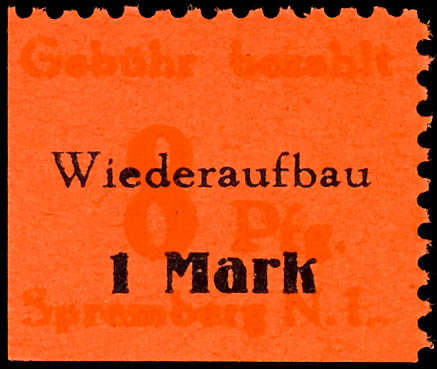 Gebühr bezahlt
8
Wiederaufbau
Pfg.
1 Mark
Spremberg N.L.